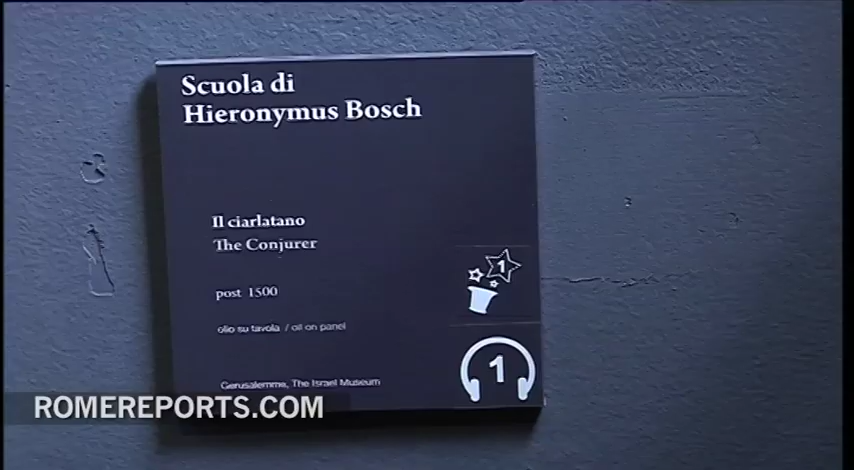 Scuola di
Hieronymus Bosch
Il ciarlatano
The Conjurer
post 1500
olio su tavola / oil on panel
Gerusalemme, The Israel Museum
1
1
ROMEREPORTS.COM